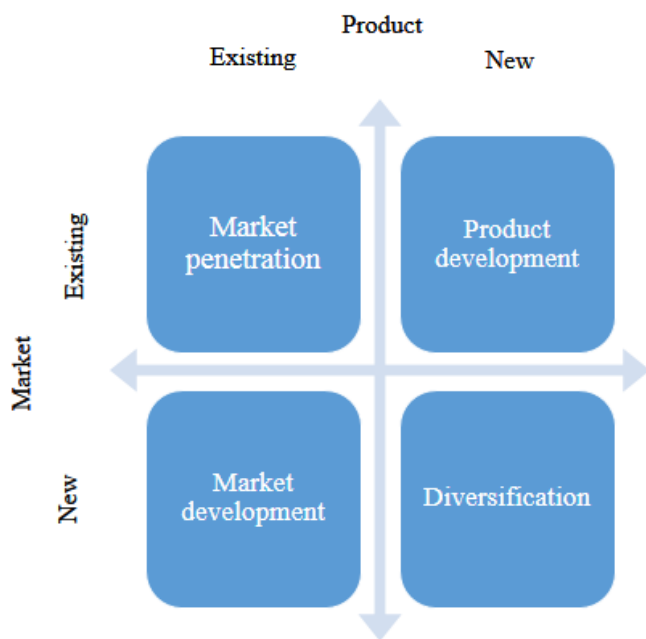 Product
Existing
New
Existing
Market
penetration
Product
development
Market
New
Market
development
Diversification